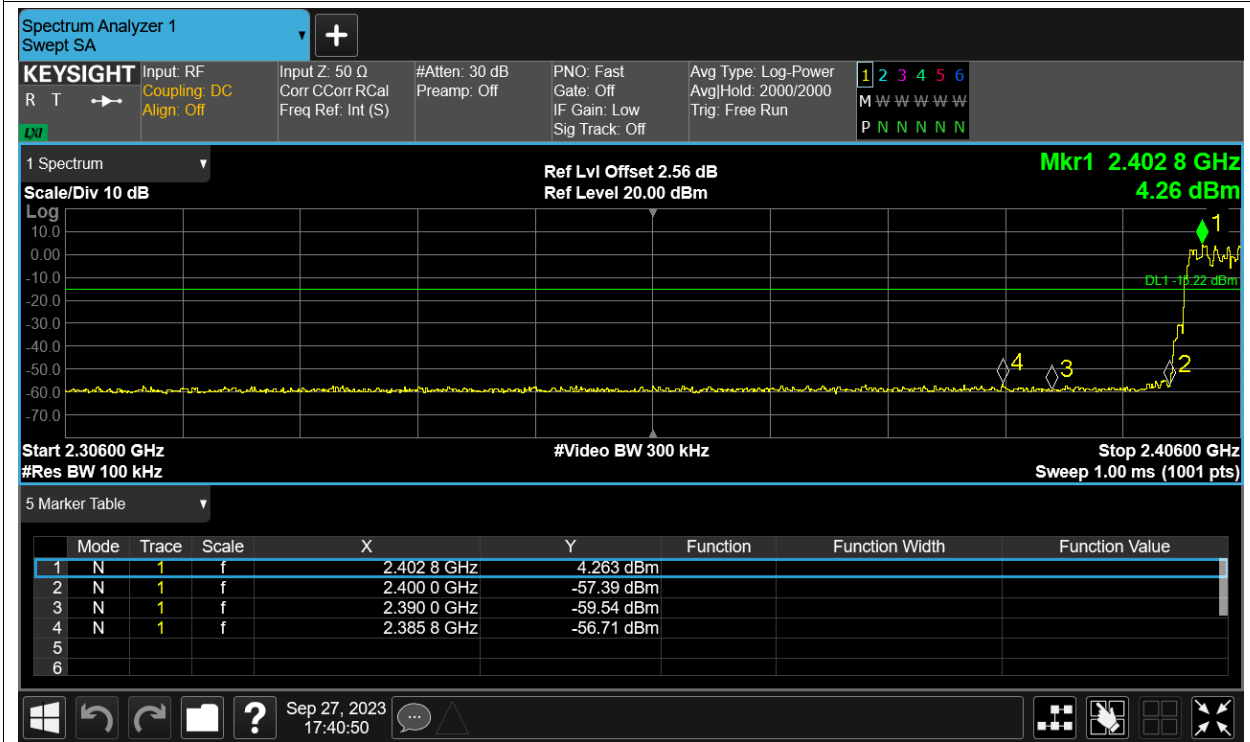 Spectrum Analyzer 1
Swept SA
KEYSIGHT Input: RF Input Z: 50 Ω #Atten: 30 dB PNO: Fast Avg Type: Log-Power 1 2 3 4 5 6
R T Coupling: DC Corr CCorr RCal Preamp: Off Gate: Off Avg|Hold: 2000/2000 M W W W W W
Align: Off Freq Ref: Int (S) IF Gain: Low Trig: Free Run
LXI Sig Track: Off P N N N N N
1 Spectrum Ref Lvl Offset 2.56 dB Mkr1 2.402 8 GHz
Scale/Div 10 dB Ref Level 20.00 dBm 4.26 dBm
Log
1
10.0
0.00
-10.0
DL1 -15.22 dBm
-20.0
-30.0
-40.0
4 3 2
-50.0
-60.0
-70.0
Start 2.30600 GHz #Video BW 300 kHz Stop 2.40600 GHz
#Res BW 100 kHz Sweep 1.00 ms (1001 pts)
5 Marker Table
Mode Trace Scale X Y Function Function Width Function Value
1 N 1 f 2.402 8 GHz 4.263 dBm
2 N 1 f 2.400 0 GHz -57.39 dBm
3 N 1 f 2.390 0 GHz -59.54 dBm
4 N 1 f 2.385 8 GHz -56.71 dBm
5
6
? Sep 27, 2023
17:40:50